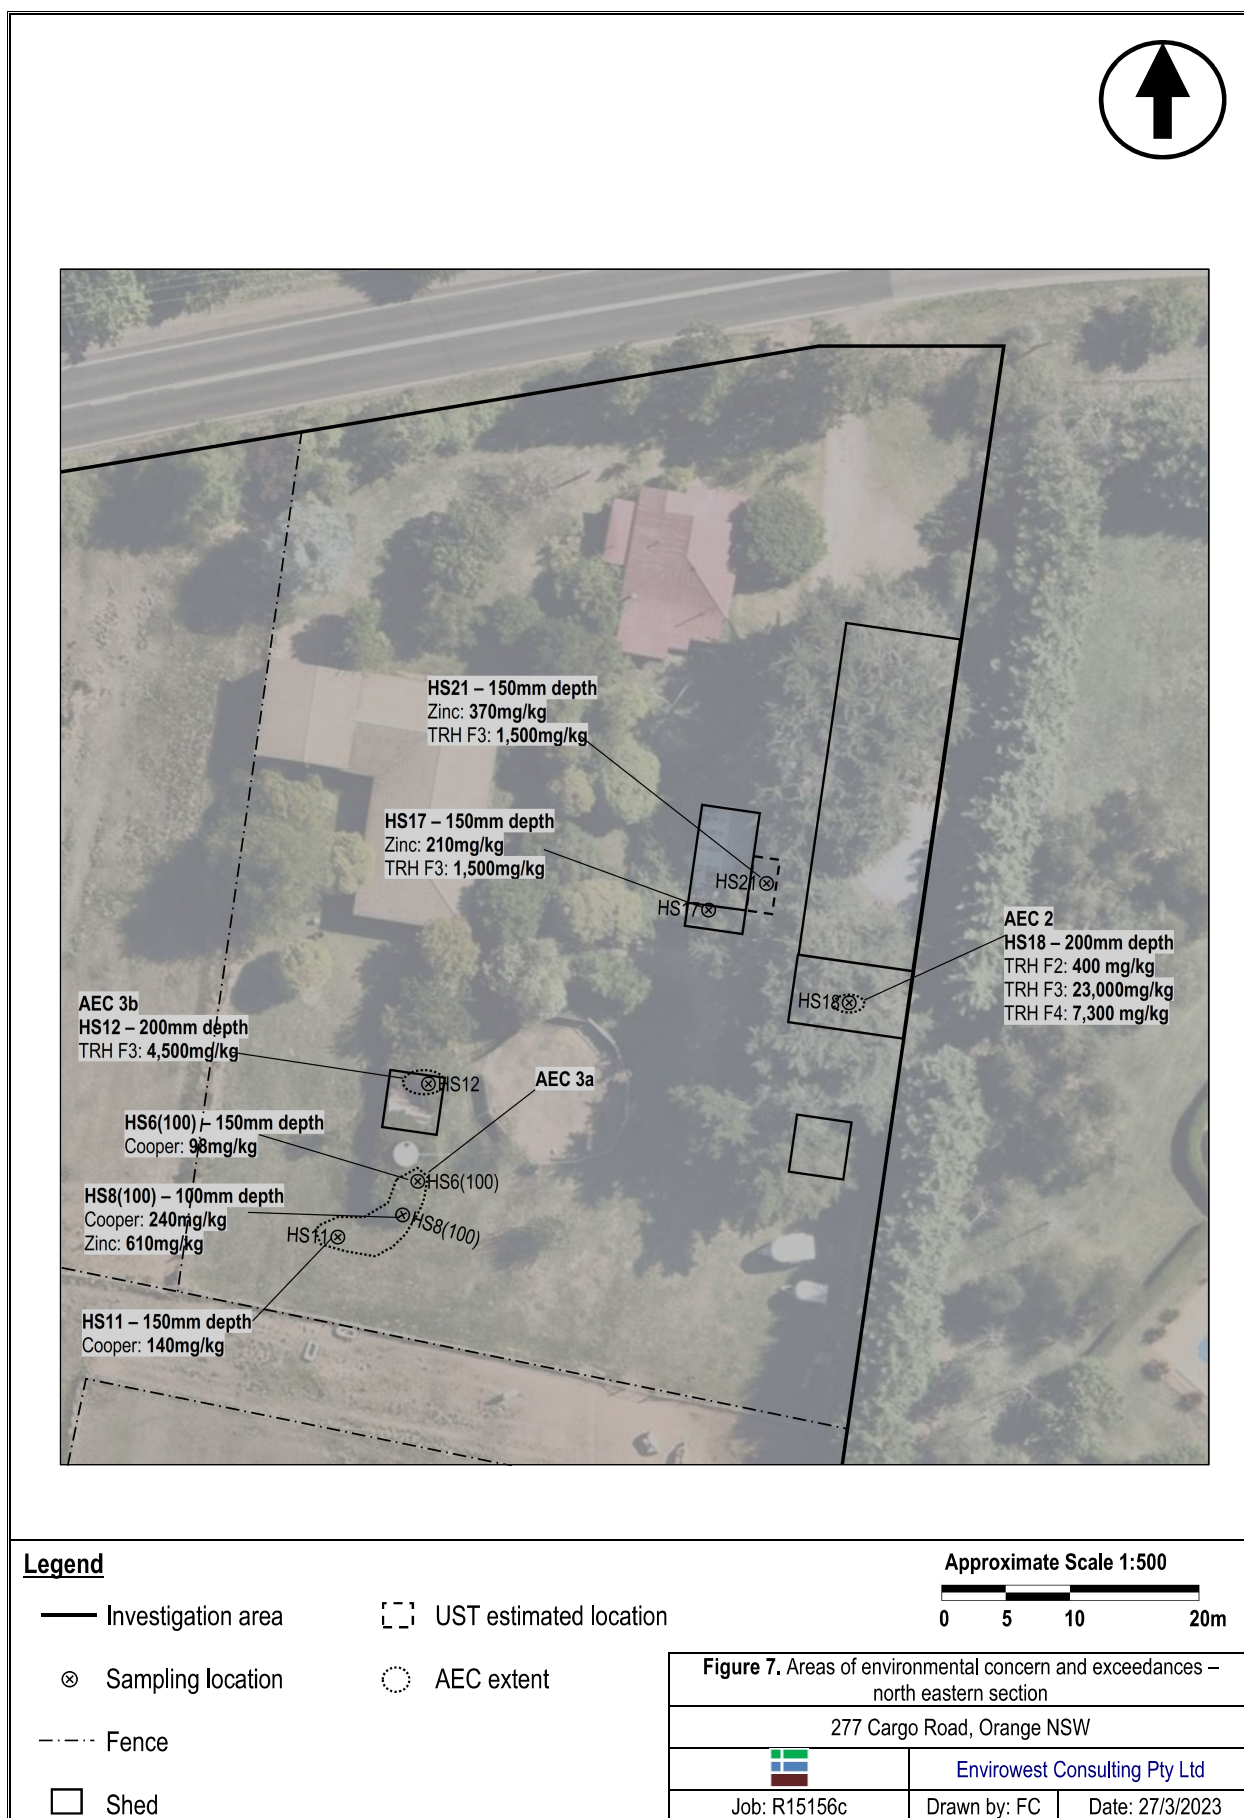 HS21 – 150mm depth
Zinc: 370mg/kg
TRH F3: 1,500mg/kg
HS17 – 150mm depth
Zinc: 210mg/kg
TRH F3: 1,500mg/kg
HS21
HS17
AEC 2
HS18 – 200mm depth
TRH F2: 400 mg/kg
TRH F3: 23,000mg/kg
TRH F4: 7,300 mg/kg
HS18
AEC 3b
HS12 – 200mm depth
TRH F3: 4,500mg/kg
HS12
AEC 3a
HS6(100) – 150mm depth
Cooper: 98mg/kg
HS6(100)
HS8(100) – 100mm depth
Cooper: 240mg/kg
Zinc: 610mg/kg
HS8(100)
HS11
HS11 – 150mm depth
Cooper: 140mg/kg
Legend
Investigation area
UST estimated location
Sampling location
AEC extent
Fence
Shed
Approximate Scale 1:500
0 5 10 20m
Figure 7. Areas of environmental concern and exceedances –
north eastern section
277 Cargo Road, Orange NSW
Envirowest Consulting Pty Ltd
Job: R15156c
Drawn by: FC
Date: 27/3/2023